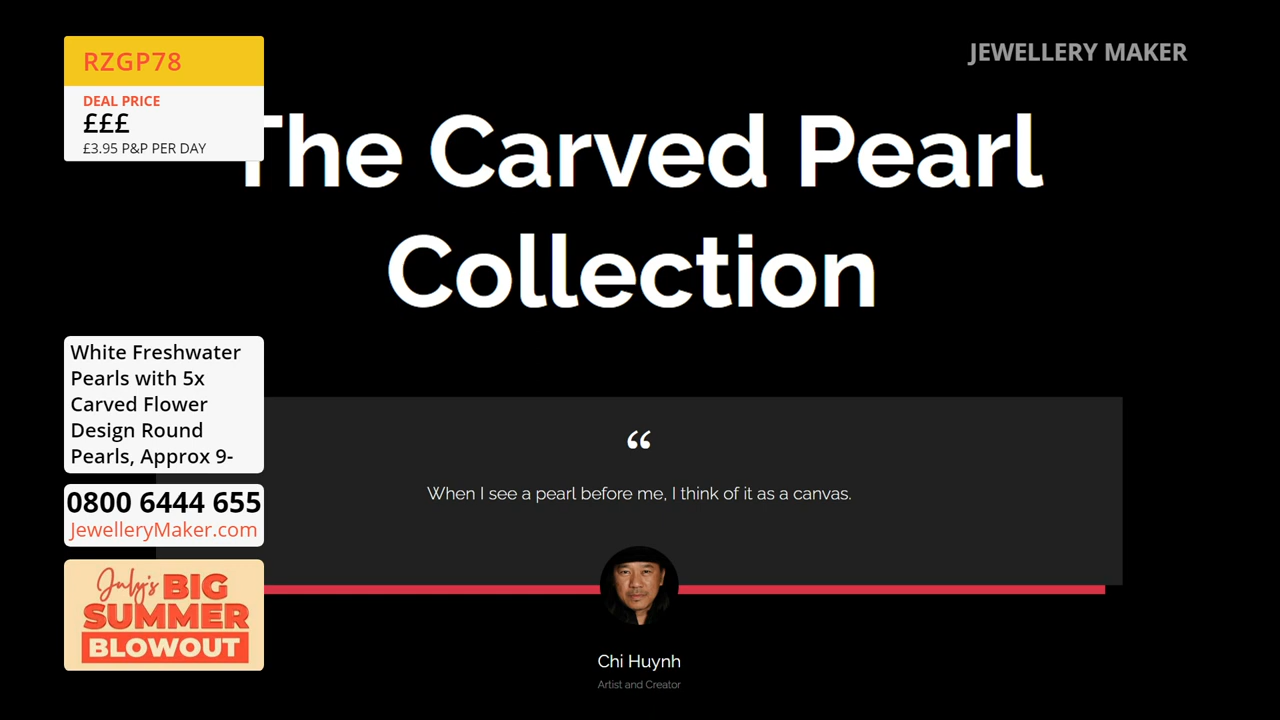 RZGP78
DEAL PRICE
£££
£3.95 P&P PER DAY
JEWELLERY MAKER
The Carved Pearl
Collection
White Freshwater
Pearls with 5x
Carved Flower
Design Round
Pearls, Approx 9-
“
When I see a pearl before me, I think of it as a canvas.
0800 6444 655
JewelleryMaker.com
July's BIG
SUMMER
BLOWOUT
Chi Huynh
Artist and Creator